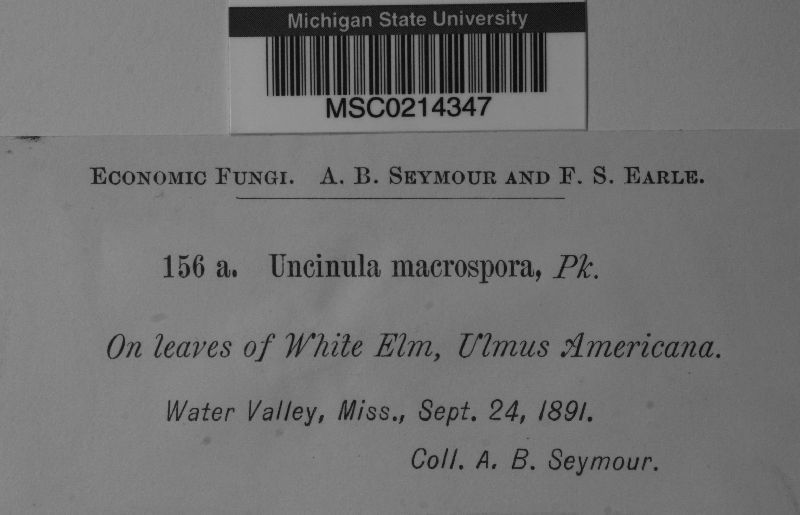 Michigan State University
MSC0214347
Economic Fungi. A. B. Seymour and F. S. Earle.
156 a. Uncinula macrospora, Pk.
On leaves of White Elm, Ulmus Americana.
Water Valley, Miss., Sept. 24, 1891.
Coll. A. B. Seymour.